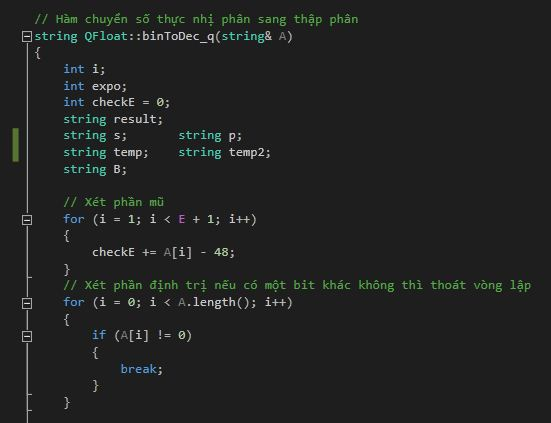 // Hàm chuyển số thực nhị phân sang thập phân
string QFloat::binToDec_q(string& A)
{
int i;
int expo;
int checkE = 0;
string result;
string s; string p;
string temp; string temp2;
string B;
// Xét phần mũ
for (i = 1; i < E + 1; i++)
{
checkE += A[i] - 48;
}
// Xét phần định trị nếu có một bit khác không thì thoát vòng lập
for (i = 0; i < A.length(); i++)
{
if (A[i] != 0)
{
break;
}
}